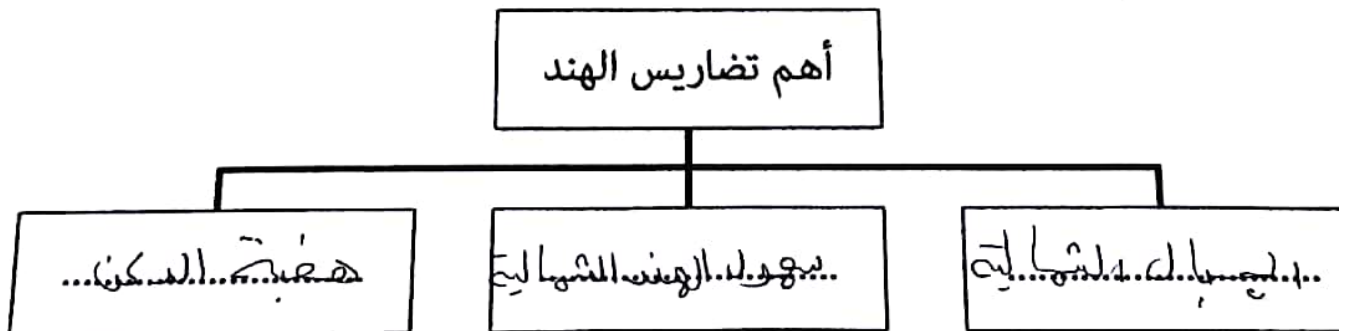 أهم تضاريس الهند
الجبال الشمالية
سهول الهند الشمالية
هضبة الدكن